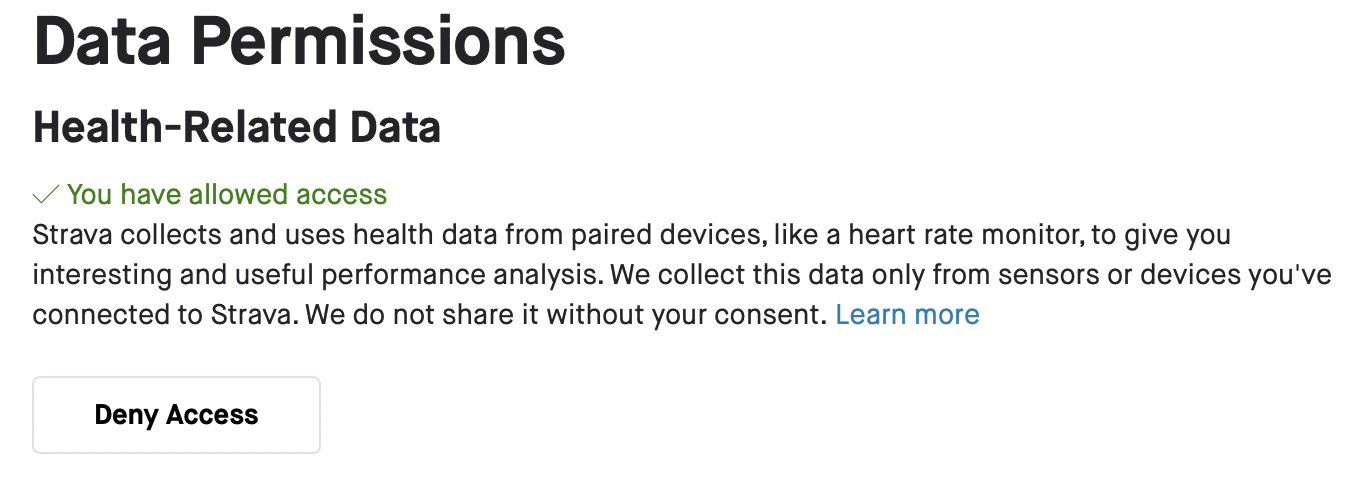 Data Permissions
Health-Related Data
✓ You have allowed access
Strava collects and uses health data from paired devices, like a heart rate monitor, to give you
interesting and useful performance analysis. We collect this data only from sensors or devices you've
connected to Strava. We do not share it without your consent. Learn more
Deny Access